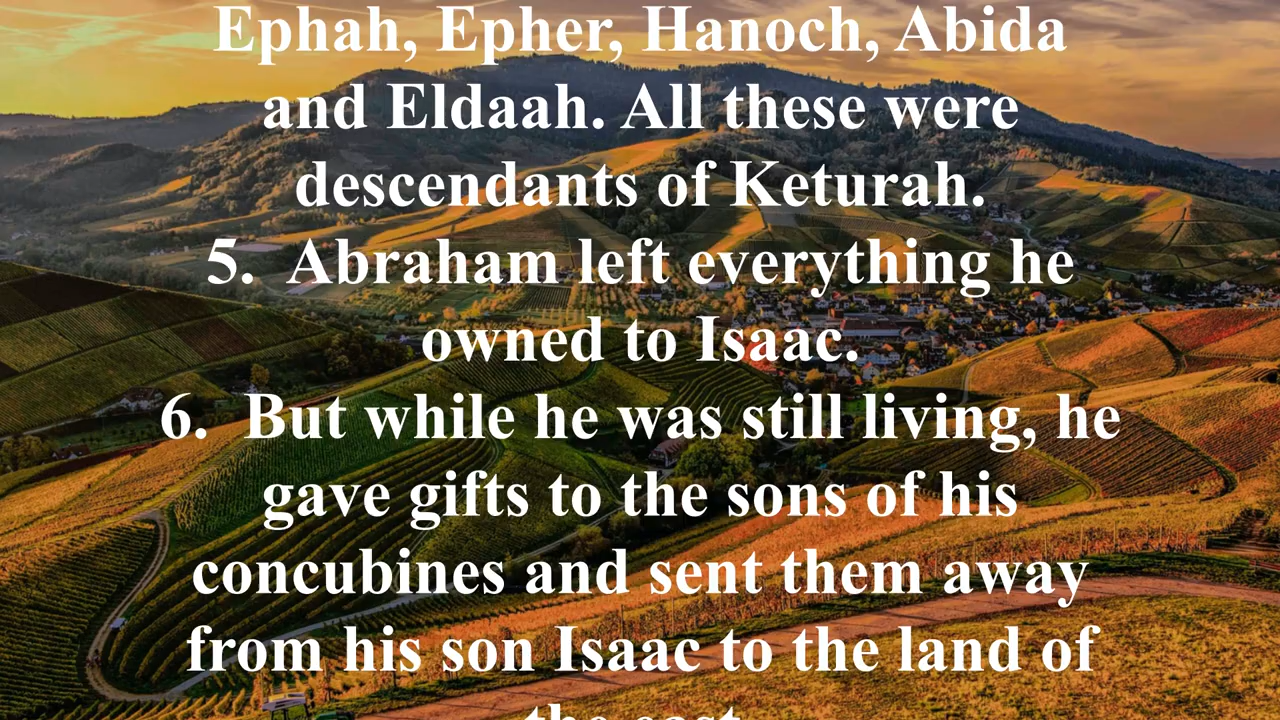 Ephah, Epher, Hanoch, Abida
and Eldaah. All these were
descendants of Keturah.
5. Abraham left everything he
owned to Isaac.
6. But while he was still living, he
gave gifts to the sons of his
concubines and sent them away
from his son Isaac to the land of
the east.